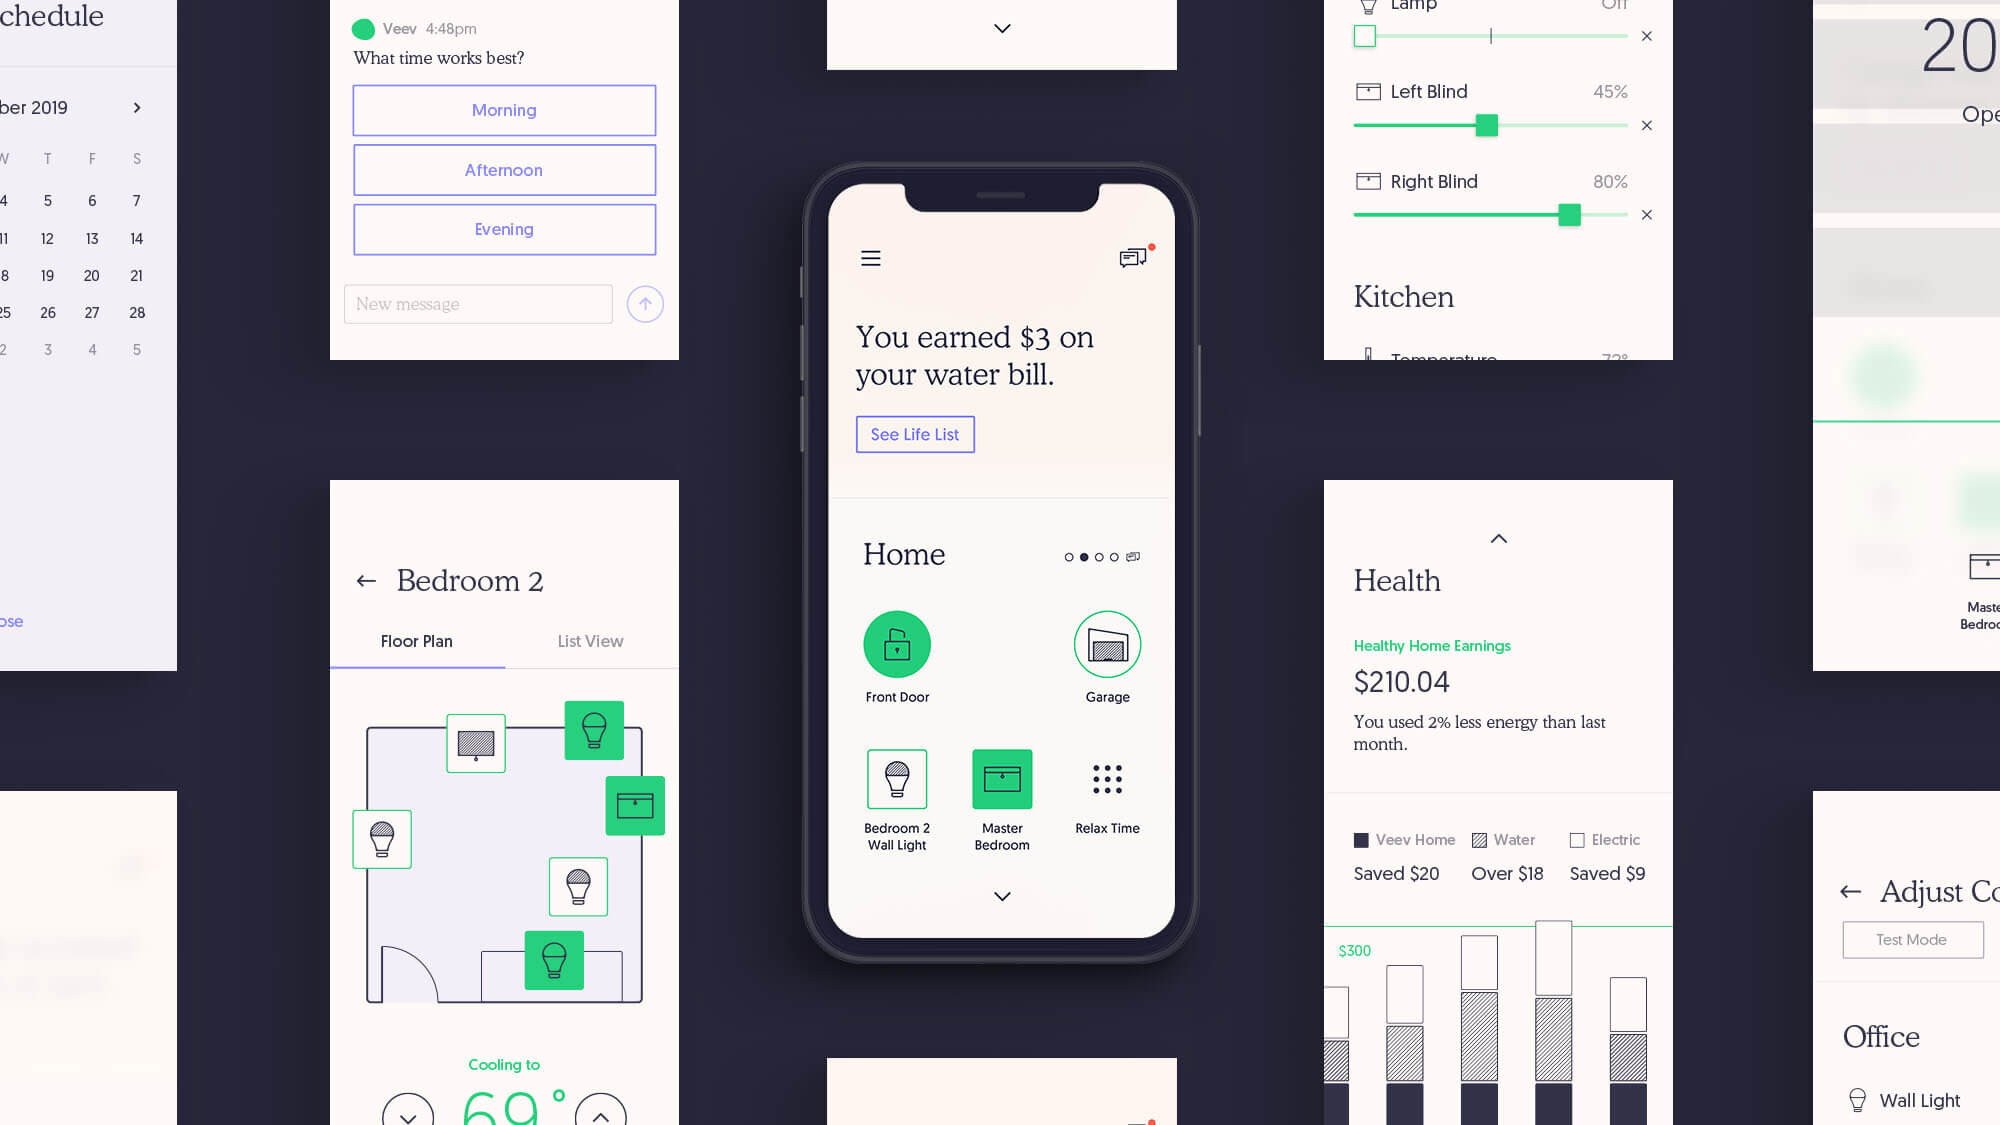 chedule
ber 2019
W T F S
4 5 6 7
11 12 13 14
8 19 20 21
25 26 27 28
2 3 4 5
ose
Veev 4:48pm
What time works best?
Morning
Afternoon
Evening
New message
Bedroom 2
Floor Plan List View
Cooling to
69°
You earned $3 on
your water bill.
See Life List
Home
Front Door Garage
Bedroom 2
Wall Light
Master
Bedroom
Relax Time
Lamp Off
Left Blind 45%
Right Blind 80%
Kitchen
Temperature 72°
Health
Healthy Home Earnings
$210.04
You used 2% less energy than last
month.
Veev Home Water Electric
Saved $20 Over $18 Saved $9
$300
20
Ope
Maste
Bedroo
Adjust Co
Test Mode
Office
Wall Light